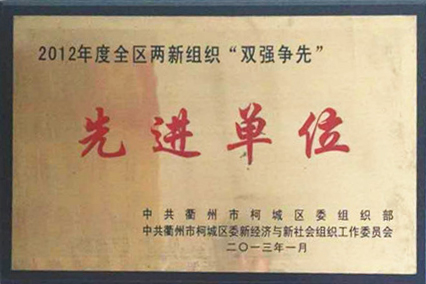 2012年度全区两新组织“双强争先”
先进单位
中共衢州市柯城区委组织部
中共衢州市柯城区委新经济与新社会组织工作委员会
二〇一三年一月